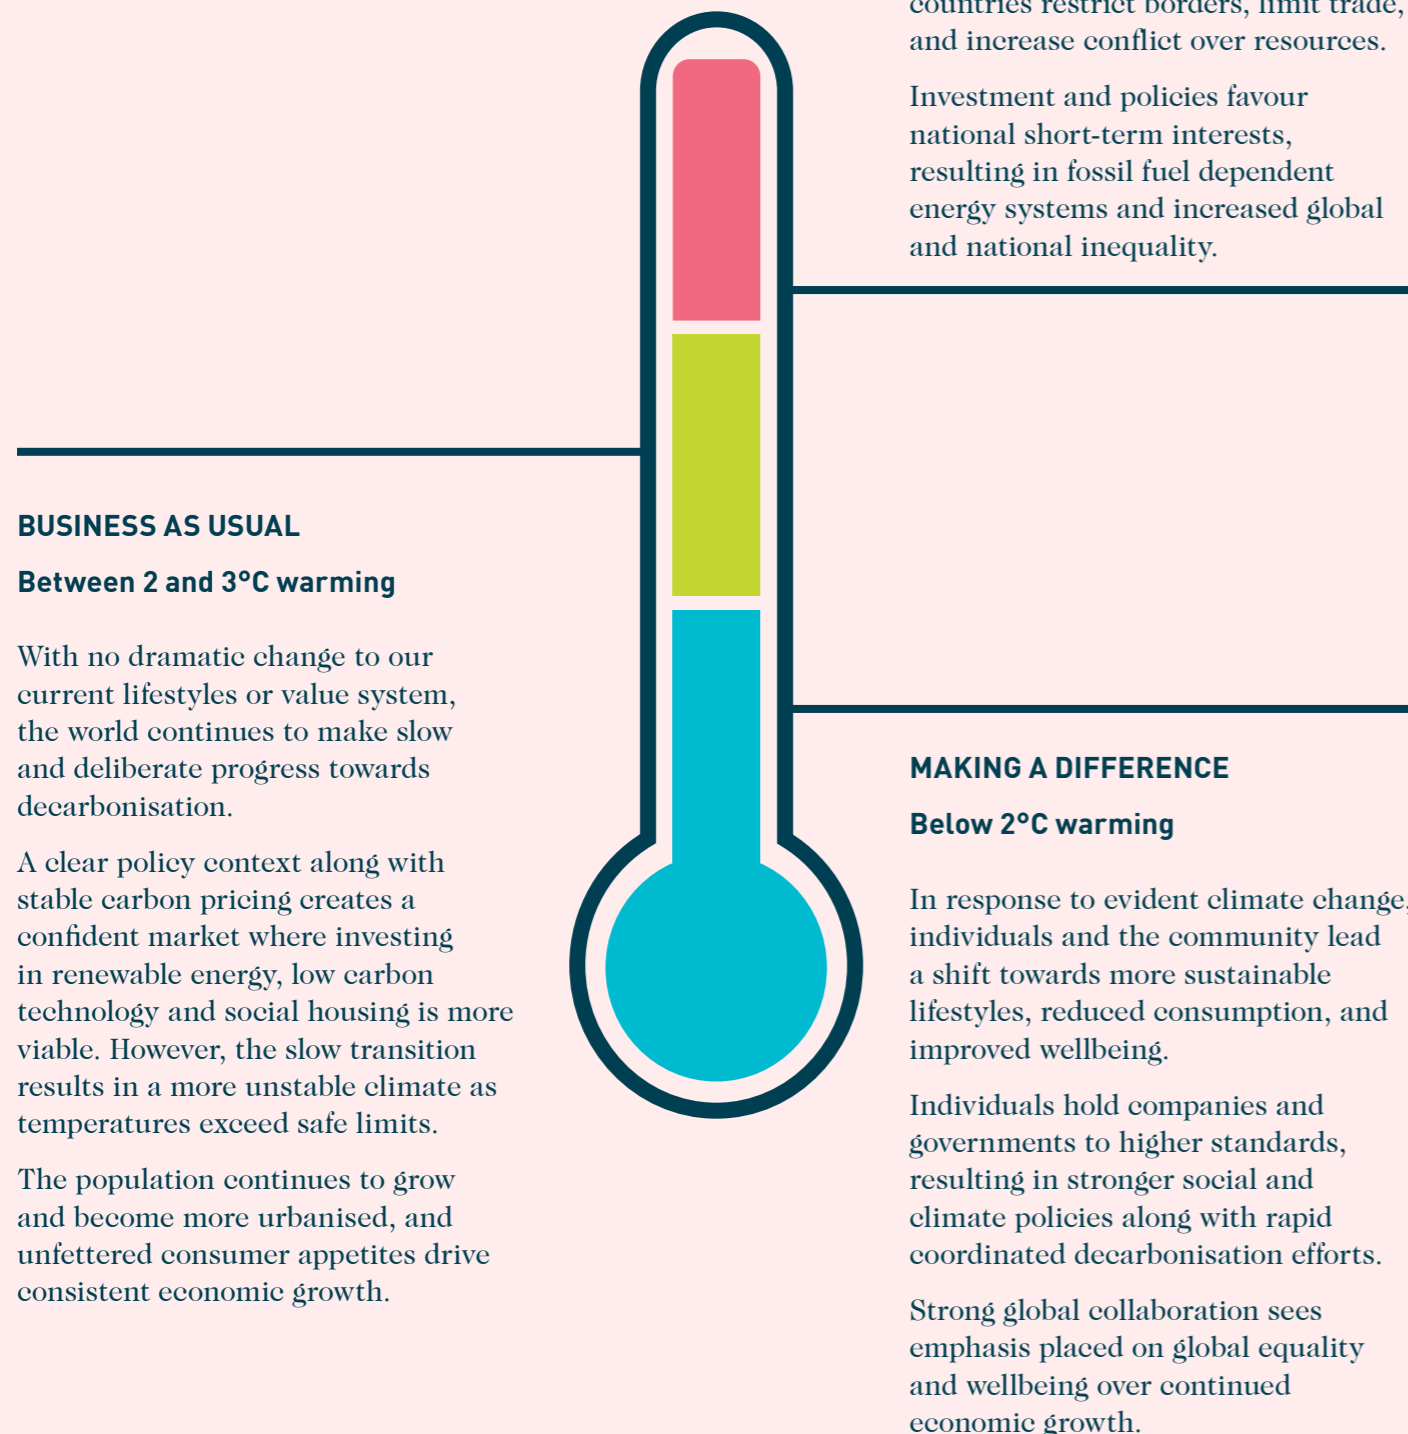 countries restrict borders, limit trade,
and increase conflict over resources.
Investment and policies favour
national short-term interests,
resulting in fossil fuel dependent
energy systems and increased global
and national inequality.
BUSINESS AS USUAL
Between 2 and 3°C warming
With no dramatic change to our
current lifestyles or value system,
the world continues to make slow
and deliberate progress towards
decarbonisation.
A clear policy context along with
stable carbon pricing creates a
confident market where investing
in renewable energy, low carbon
technology and social housing is more
viable. However, the slow transition
results in a more unstable climate as
temperatures exceed safe limits.
The population continues to grow
and become more urbanised, and
unfettered consumer appetites drive
consistent economic growth.
MAKING A DIFFERENCE
Below 2°C warming
In response to evident climate change,
individuals and the community lead
a shift towards more sustainable
lifestyles, reduced consumption, and
improved wellbeing.
Individuals hold companies and
governments to higher standards,
resulting in stronger social and
climate policies along with rapid
coordinated decarbonisation efforts.
Strong global collaboration sees
emphasis placed on global equality
and wellbeing over continued
economic growth.